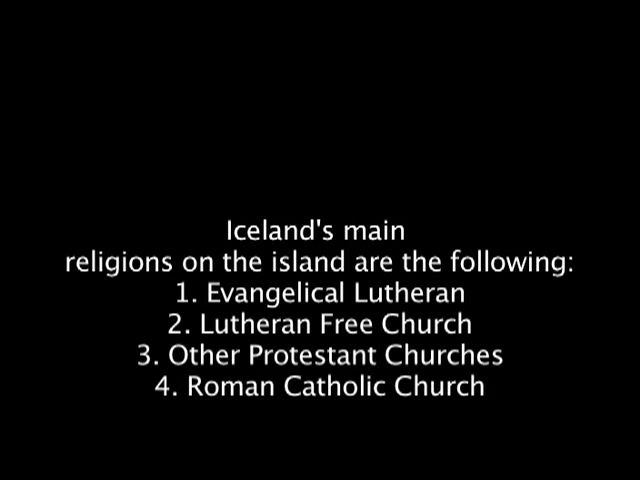 Iceland's main
religions on the island are the following:
1. Evangelical Lutheran
2. Lutheran Free Church
3. Other Protestant Churches
4. Roman Catholic Church